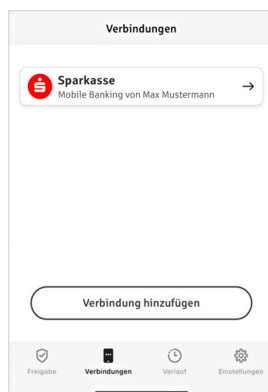 Verbindungen
Sparkasse
Mobile Banking von Max Mustermann
Verbindung hinzufügen
Freigabe Verbindungen Verlauf Einstellungen